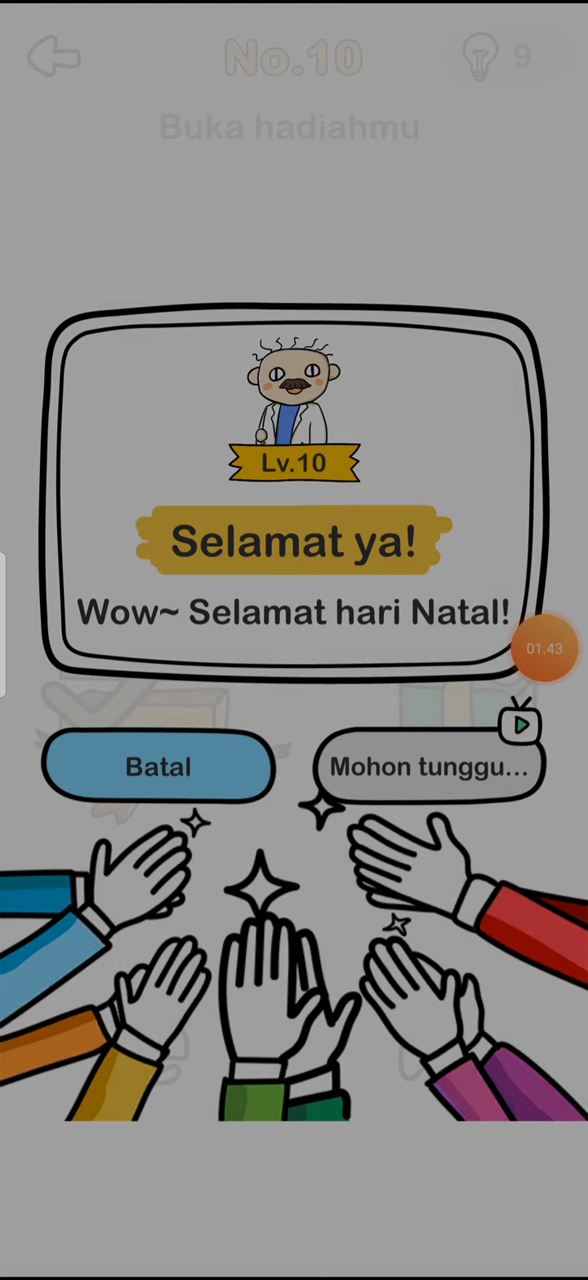 No.10
9
Buka hadiahmu
Lv.10
Selamat ya!
Wow~ Selamat hari Natal!
01.43
Batal
Mohon tunggu...